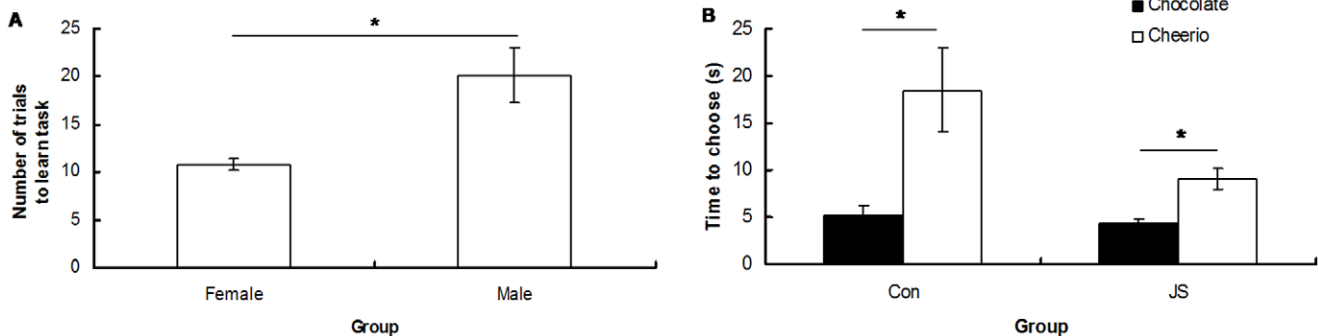 A
Number of trials
to learn task
25
20
15
10
5
0
*
Female
Male
Group
B
Time to choose (s)
25
20
15
10
5
0
*
*
Chocolate
Cheerio
Con
JS
Group